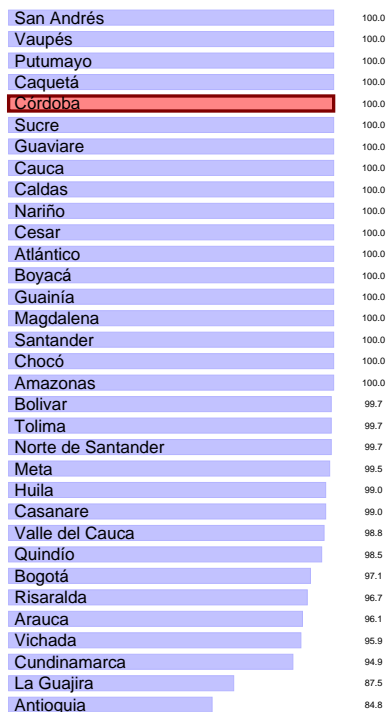 San Andrés 100.0
Vaupés 100.0
Putumayo 100.0
Caquetá 100.0
Córdoba 100.0
Sucre 100.0
Guaviare 100.0
Cauca 100.0
Caldas 100.0
Nariño 100.0
Cesar 100.0
Atlántico 100.0
Boyacá 100.0
Guainía 100.0
Magdalena 100.0
Santander 100.0
Chocó 100.0
Amazonas 100.0
Bolivar 99.7
Tolima 99.7
Norte de Santander 99.7
Meta 99.5
Huila 99.0
Casanare 99.0
Valle del Cauca 98.8
Quindío 98.5
Bogotá 97.1
Risaralda 96.7
Arauca 96.1
Vichada 95.9
Cundinamarca 94.9
La Guajira 87.5
Antioquia 84.8